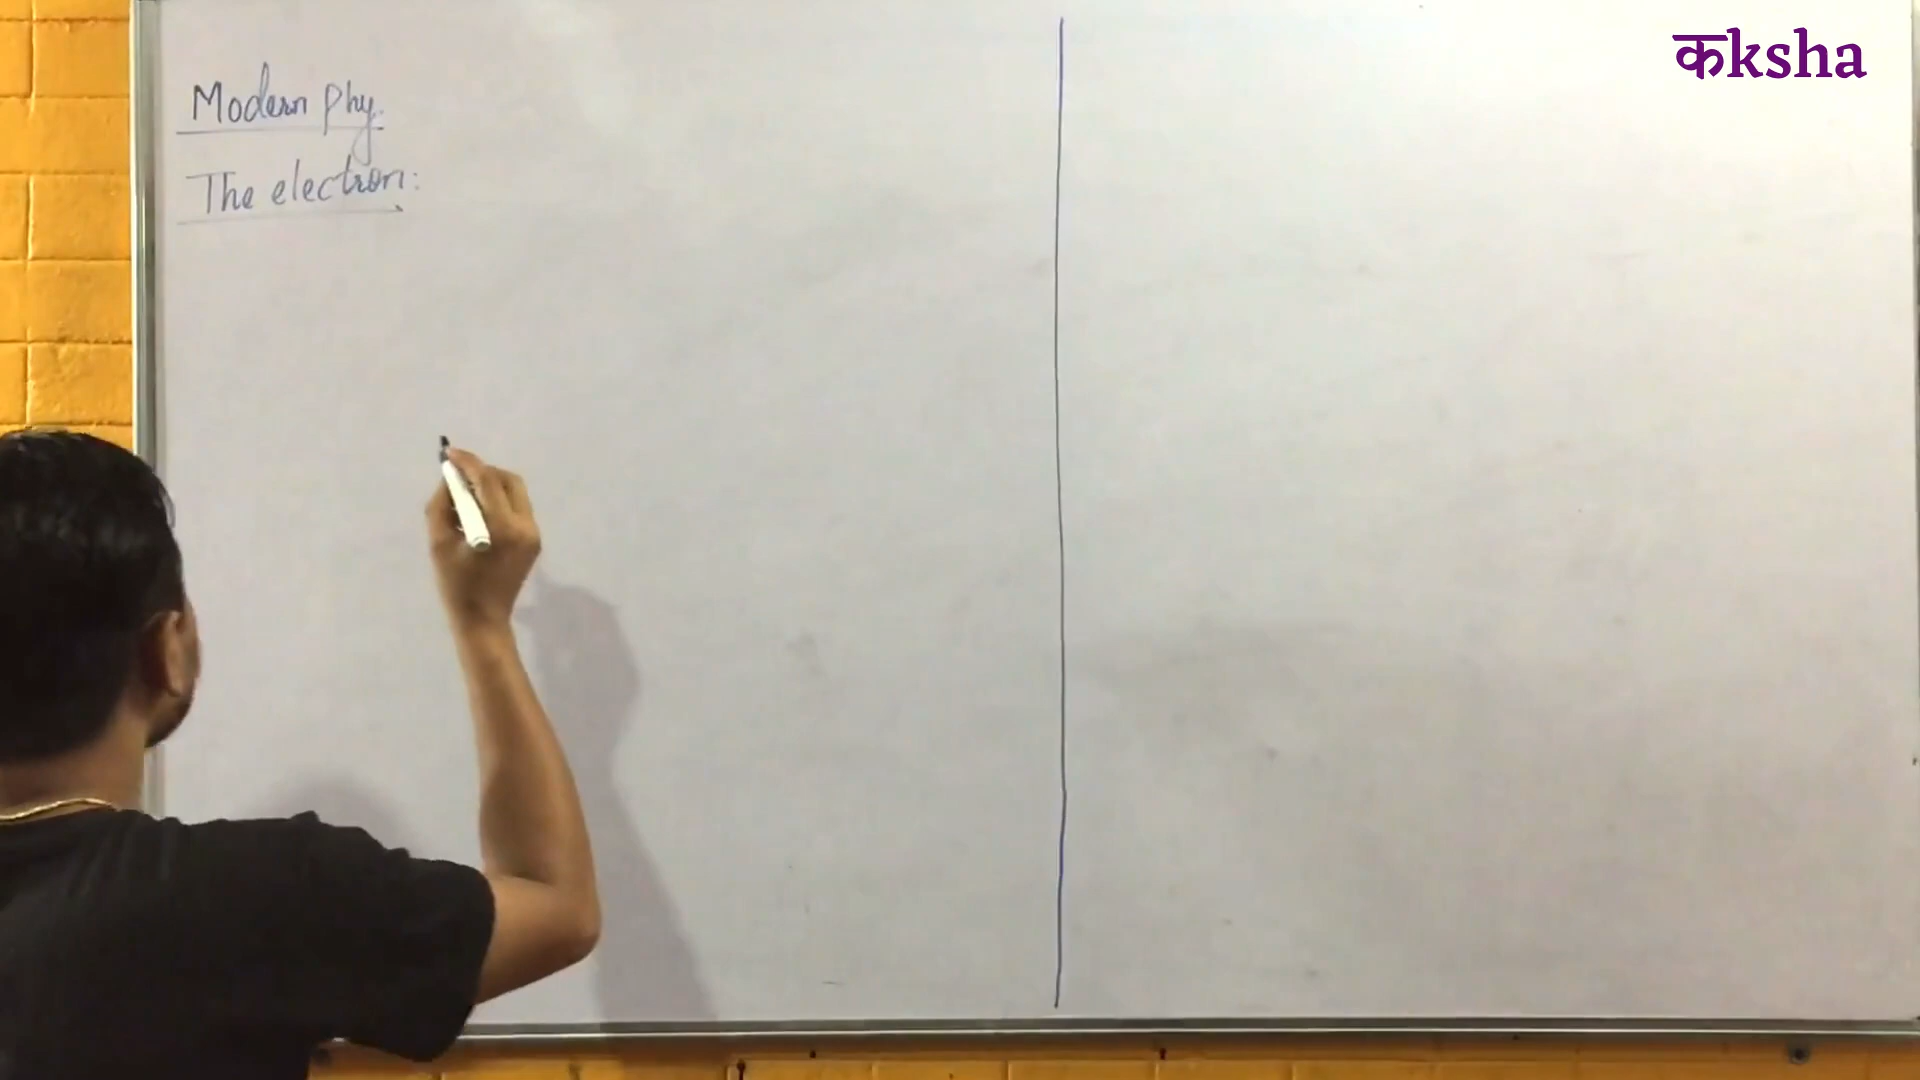 कksha
Modern Phy.
The electron: